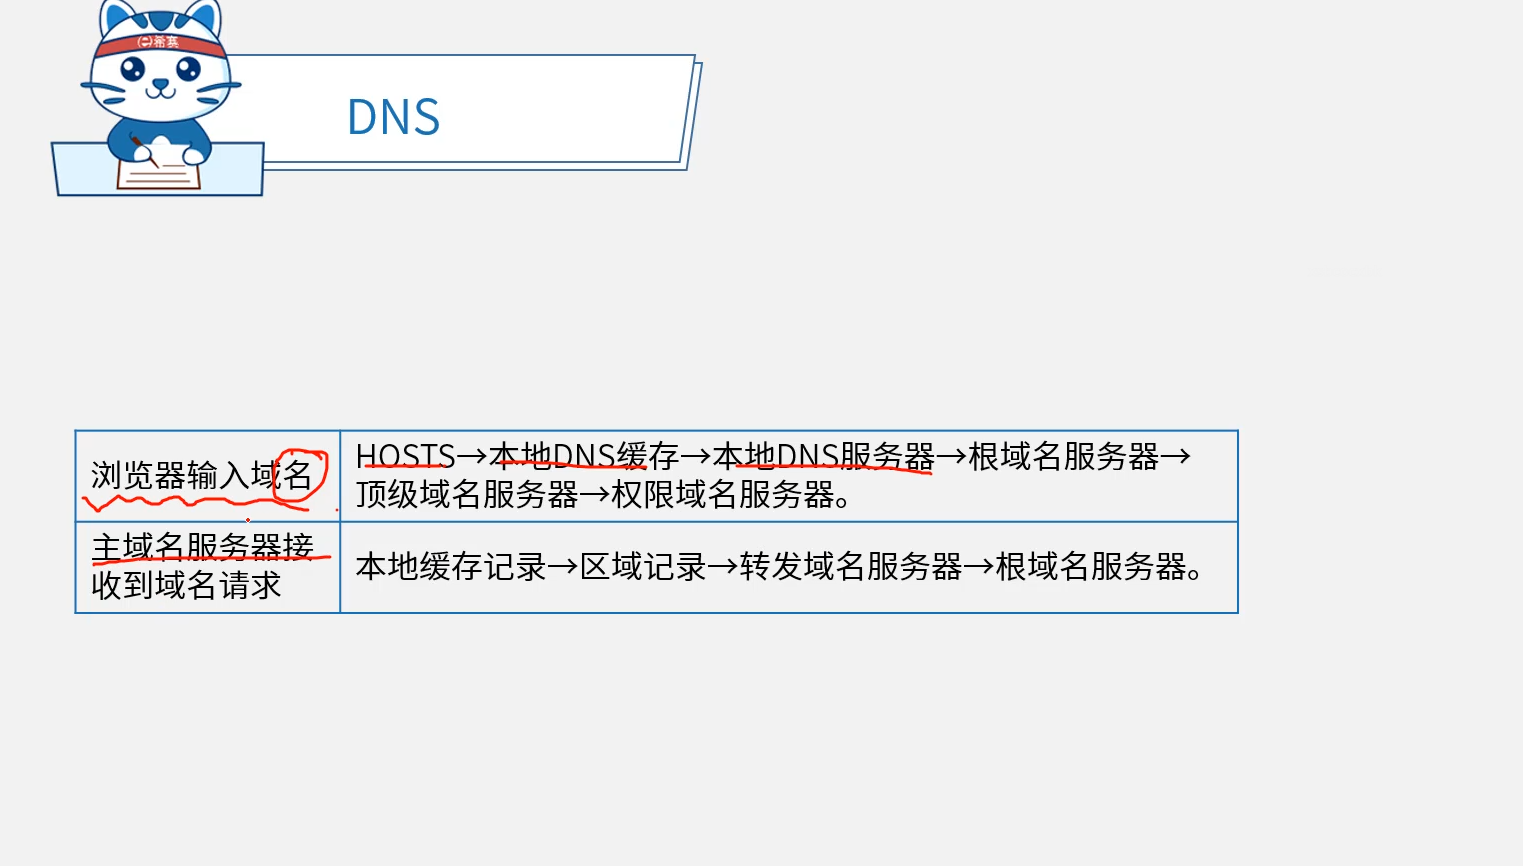 希赛
DNS
浏览器输入域名
HOSTS→本地DNS缓存→本地DNS服务器→根域名服务器→
顶级域名服务器→权限域名服务器。
主域名服务器接
收到域名请求
本地缓存记录→区域记录→转发域名服务器→根域名服务器。